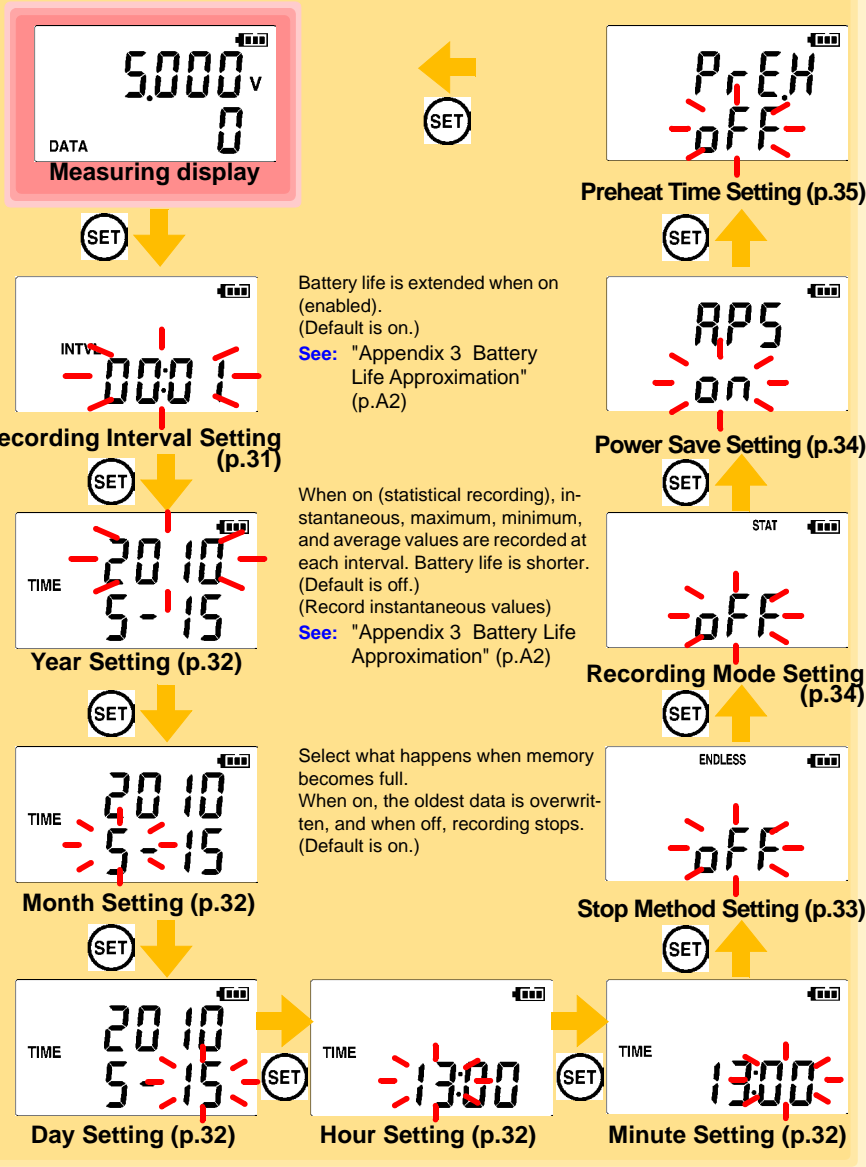 5.000 V
0
DATA
Measuring display
SET
SET
INTVL
00:01
ecording Interval Setting
(p.31)
SET
2010
TIME
5-15
Year Setting (p.32)
SET
2010
TIME
5-15
Month Setting (p.32)
SET
2010
TIME
5-15
Day Setting (p.32)
SET
TIME
13:00
Hour Setting (p.32)
SET
TIME
13:00
Minute Setting (p.32)
SET
ENDLESS
oFF
Stop Method Setting (p.33)
SET
STAT
oFF
Recording Mode Setting
(p.34)
SET
APS
on
Power Save Setting (p.34)
SET
PrE.H
oFF
Preheat Time Setting (p.35)
Battery life is extended when on
(enabled).
(Default is on.)
See: "Appendix 3 Battery
Life Approximation"
(p.A2)
When on (statistical recording), in-
stantaneous, maximum, minimum,
and average values are recorded at
each interval. Battery life is shorter.
(Default is off.)
(Record instantaneous values)
See: "Appendix 3 Battery Life
Approximation" (p.A2)
Select what happens when memory
becomes full.
When on, the oldest data is overwrit-
ten, and when off, recording stops.
(Default is on.)